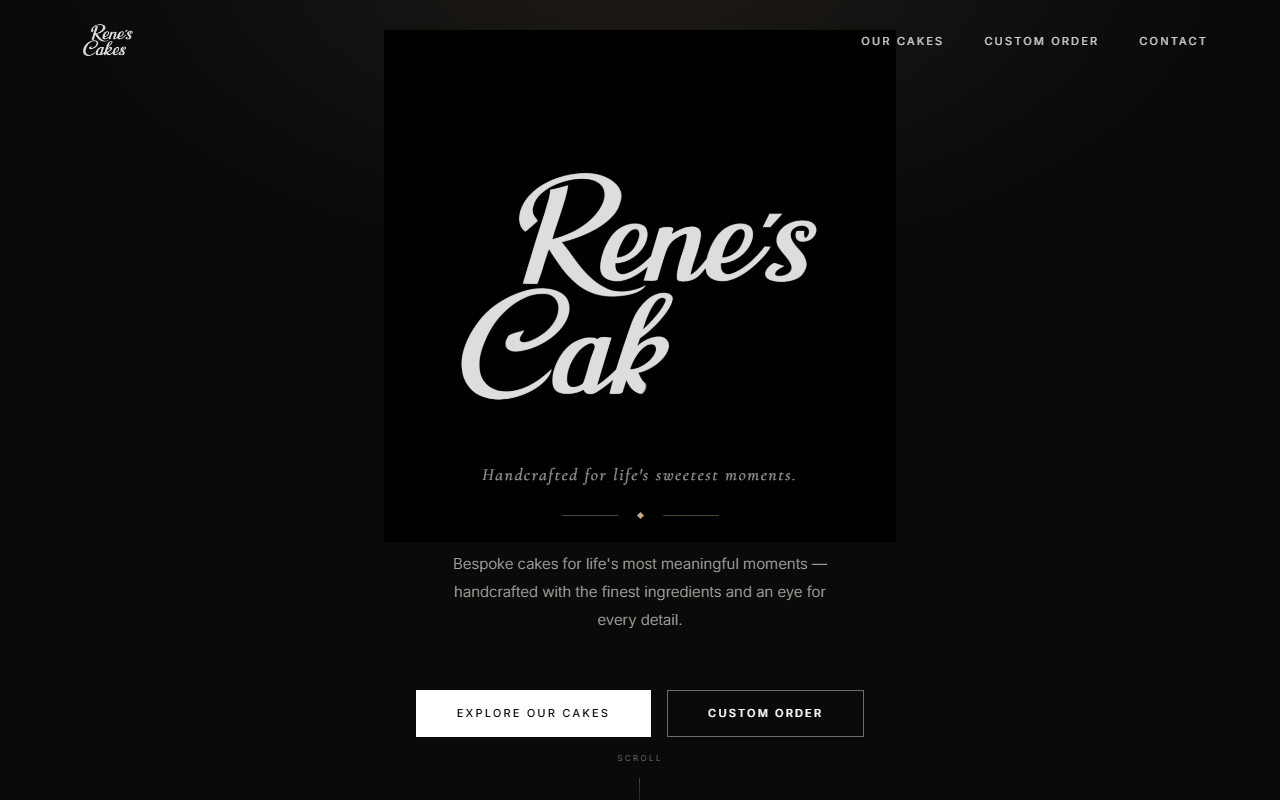 Rene's
Cakes
OUR CAKES
CUSTOM ORDER
CONTACT
Rene's
Cak
Handcrafted for life's sweetest moments.
Bespoke cakes for life's most meaningful moments —
handcrafted with the finest ingredients and an eye for
every detail.
EXPLORE OUR CAKES
CUSTOM ORDER
SCROLL